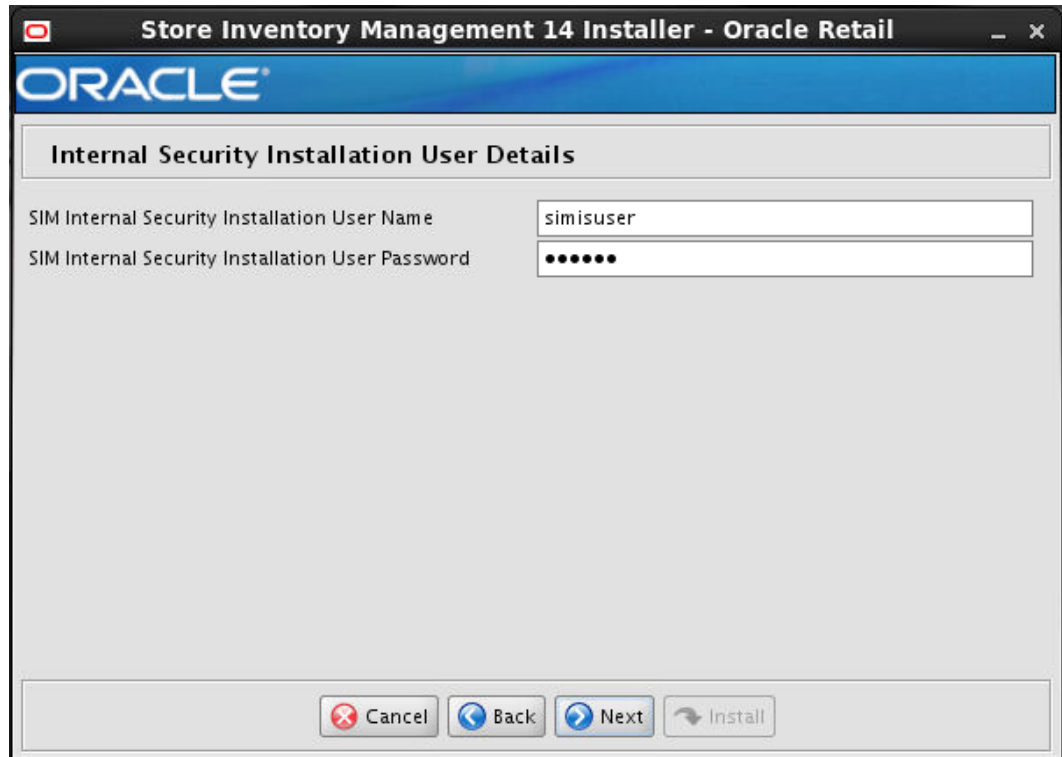 Store Inventory Management 14 Installer - Oracle Retail
ORACLE
Internal Security Installation User Details
SIM Internal Security Installation User Name simisuser
SIM Internal Security Installation User Password ••••••
Cancel Back Next Install